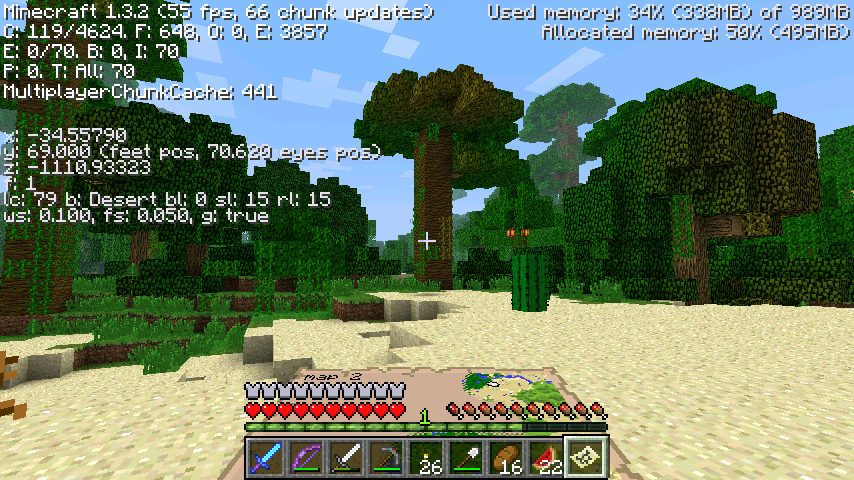 Minecraft 1.3.2 (55 fps, 66 chunk updates)
C: 119/4624. F: 648, O: 0, E: 3857
E: 0/70. B: 0, I: 70
P: 0. T: All: 70
MultiplayerChunkCache: 441
Used memory: 34% (338MB) of 989MB
Allocated memory: 50% (495MB)
x: -34.55790
y: 69.000 (feet pos, 70.620 eyes pos)
z: -1110.93323
f: 1
lc: 79 b: Desert bl: 0 sl: 15 rl: 15
ws: 0.100, fs: 0.050, g: true
map 2
1
26
16
22